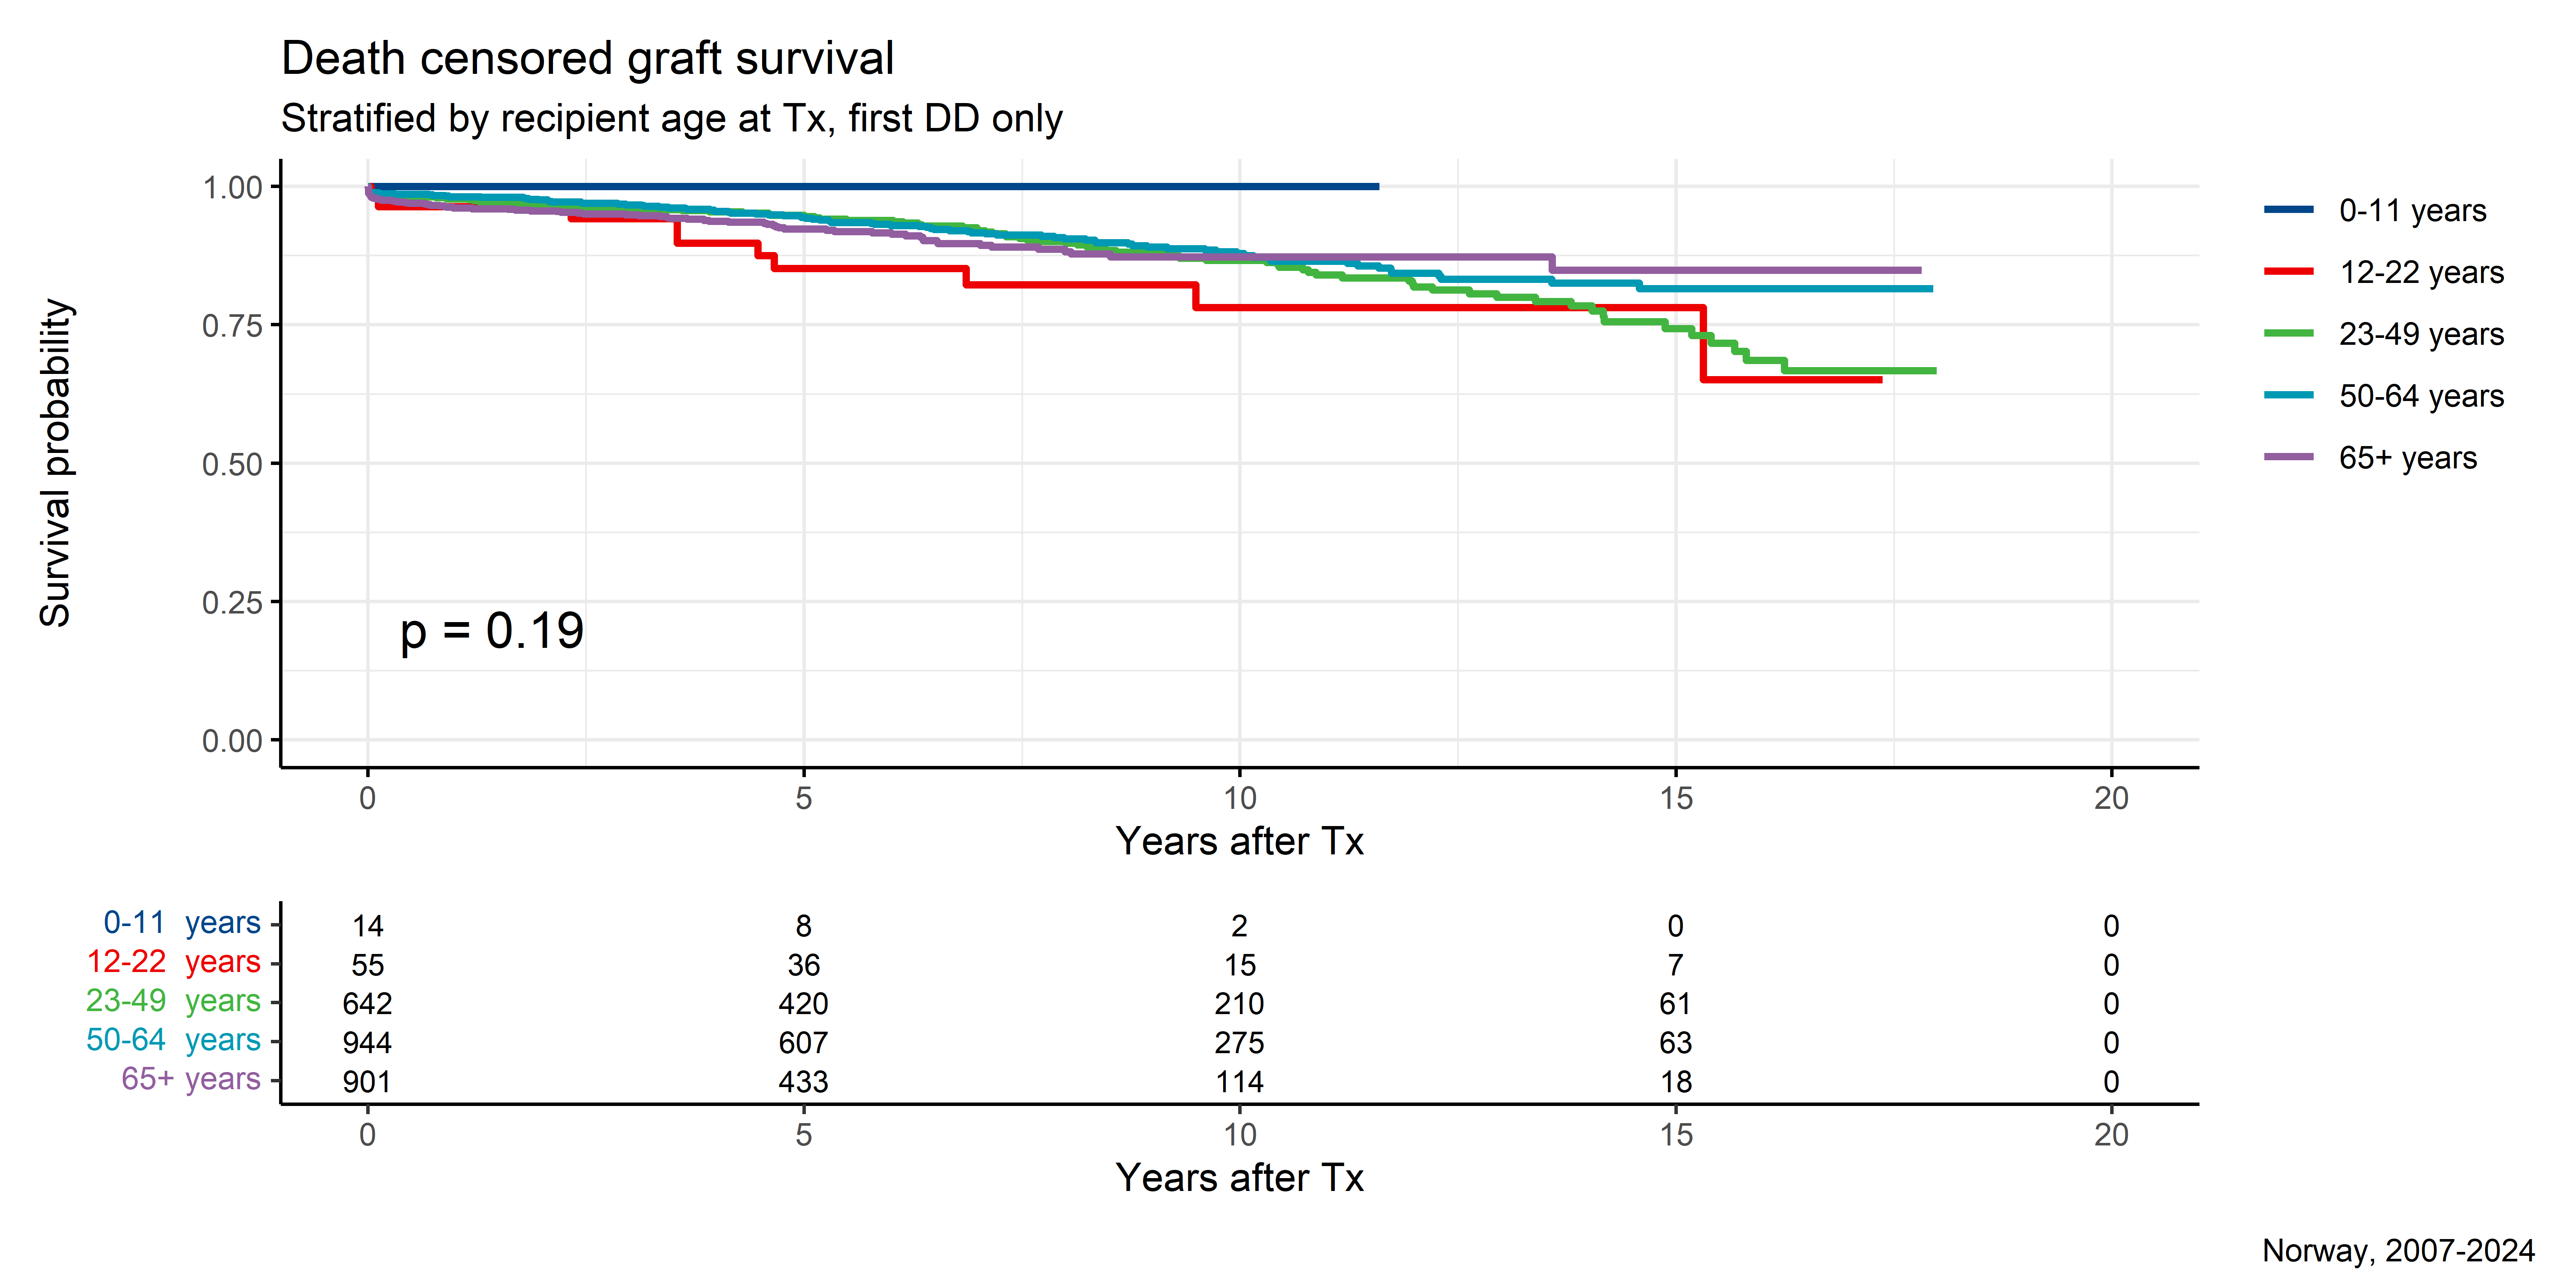 Death censored graft survival
Stratified by recipient age at Tx, first DD only
Survival probability
1.00
0.75
0.50
0.25
0.00
p = 0.19
0 5 10 15 20
Years after Tx
0-11 years
12-22 years
23-49 years
50-64 years
65+ years
0-11 years 14 8 2 0 0
12-22 years 55 36 15 7 0
23-49 years 642 420 210 61 0
50-64 years 944 607 275 63 0
65+ years 901 433 114 18 0
0 5 10 15 20
Years after Tx
Norway, 2007-2024